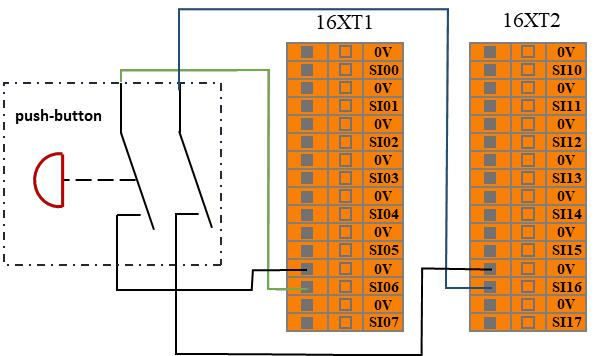 16XT1
16XT2
push-button
0V
SI00
0V
SI01
0V
SI02
0V
SI03
0V
SI04
0V
SI05
0V
SI06
0V
SI07
0V
SI10
0V
SI11
0V
SI12
0V
SI13
0V
SI14
0V
SI15
0V
SI16
0V
SI17